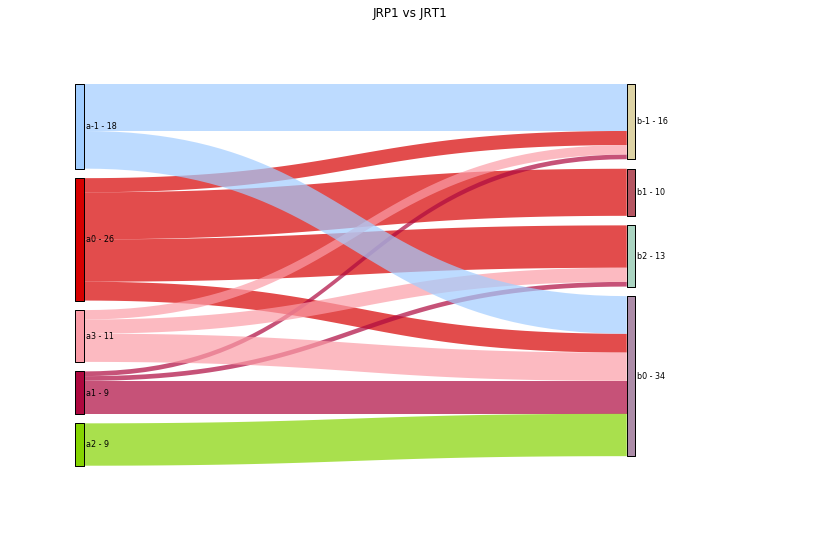 JRP1 vs JRT1
a-1 - 18
a0 - 26
a3 - 11
a1 - 9
a2 - 9
b-1 - 16
b1 - 10
b2 - 13
b0 - 34